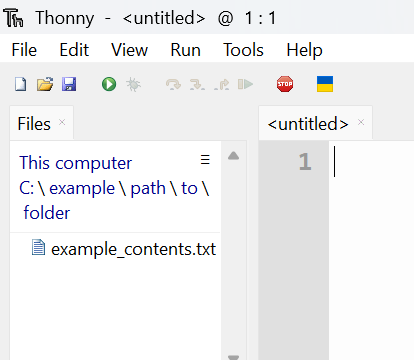 Thonny - <untitled> @ 1 : 1
File Edit View Run Tools Help
STOP
Files × <untitled> ×
This computer ≡
C: \ example \ path \ to \
folder
1
example_contents.txt